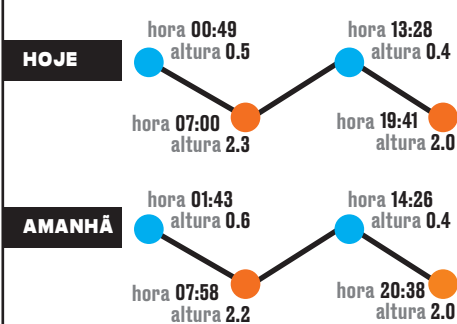 hora 00:49
altura 0.5
hora 13:28
altura 0.4
HOJE
hora 07:00
altura 2.3
hora 19:41
altura 2.0
hora 01:43
altura 0.6
hora 14:26
altura 0.4
AMANHÃ
hora 07:58
altura 2.2
hora 20:38
altura 2.0